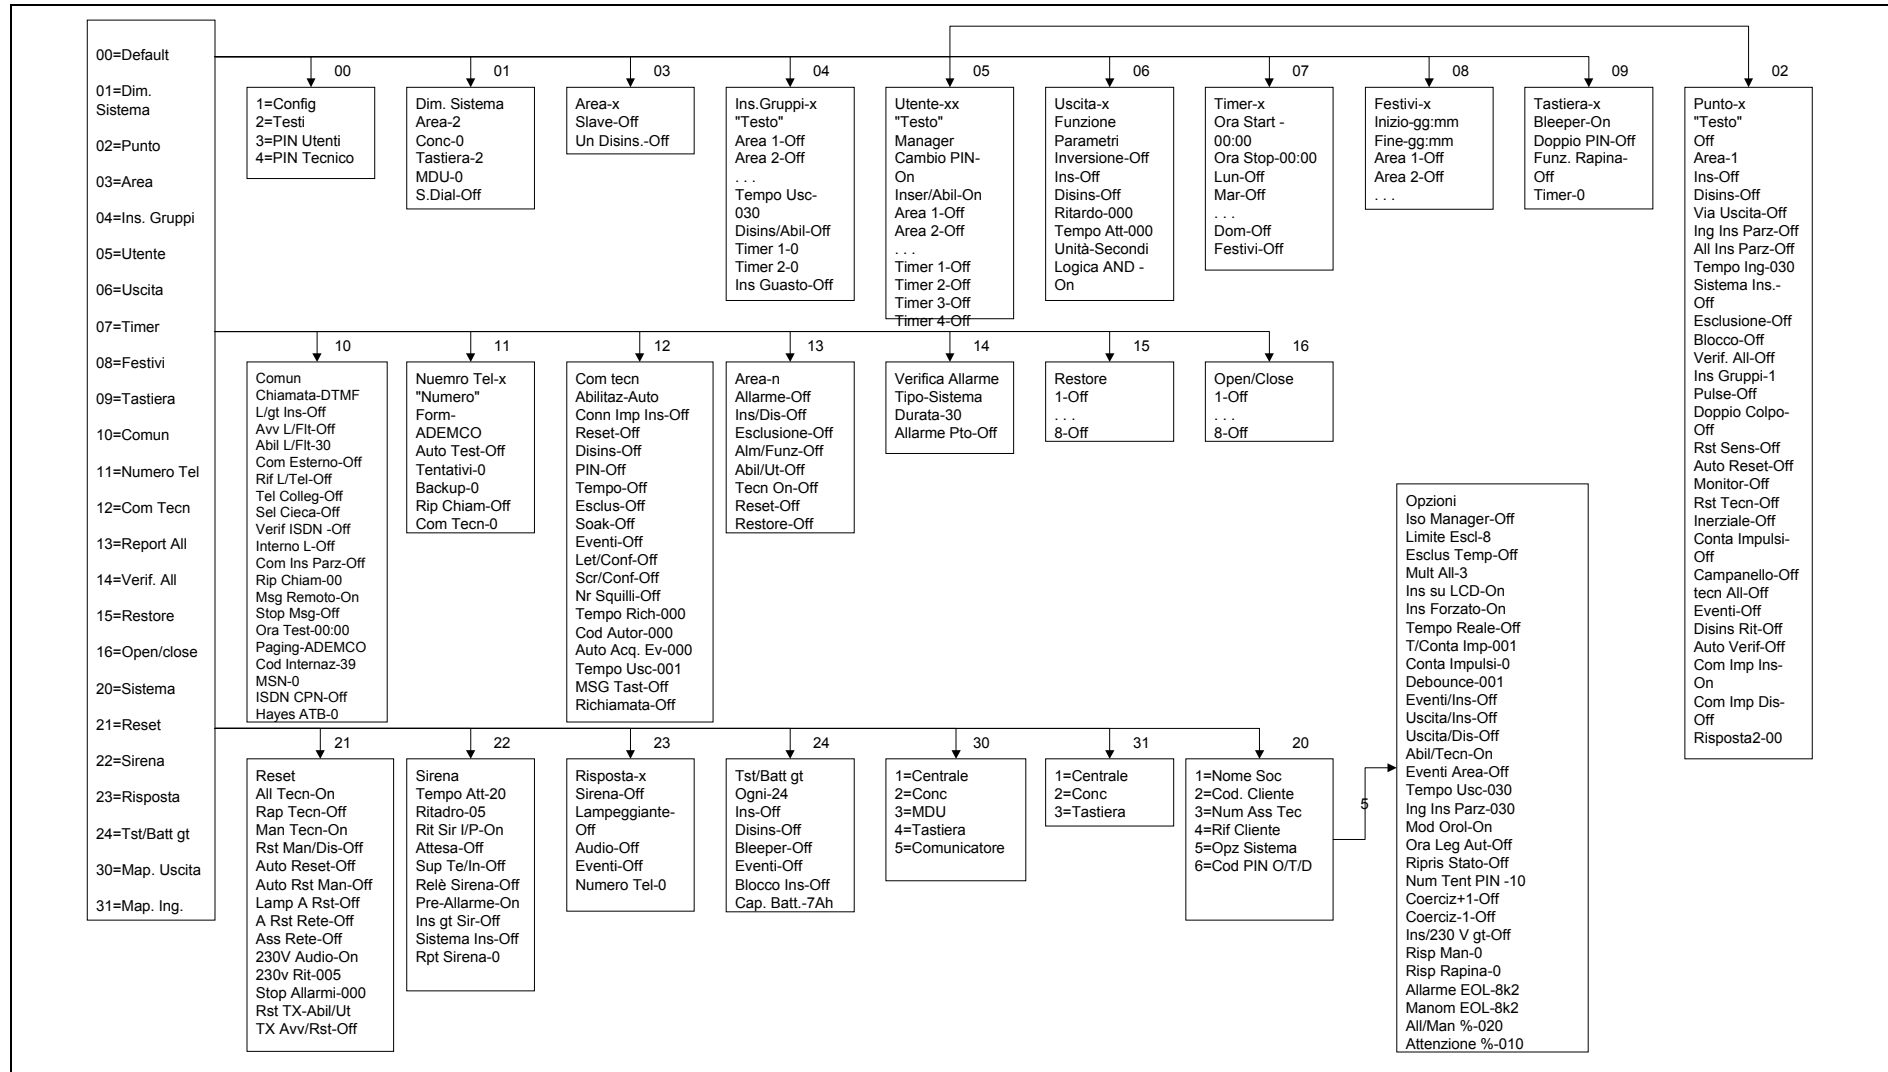 00=Default
01=Dim.
Sistema
02=Punto
03=Area
04=Ins. Gruppi
05=Utente
06=Uscita
07=Timer
08=Festivi
09=Tastiera
10=Comun
11=Numero Tel
12=Com Tecn
13=Report All
14=Verif. All
15=Restore
16=Open/close
20=Sistema
21=Reset
22=Sirena
23=Risposta
24=Tst/Batt gt
30=Map. Uscita
31=Map. Ing.
00
1=Config
2=Testi
3=PIN Utenti
4=PIN Tecnico
01
Dim. Sistema
Area-2
Conc-0
Tastiera-2
MDU-0
S.Dial-Off
03
Area-x
Slave-Off
Un Disins.-Off
04
Ins.Gruppi-x
"Testo"
Area 1-Off
Area 2-Off
. . .
Tempo Usc-
030
Disins/Abil-Off
Timer 1-0
Timer 2-0
Ins Guasto-Off
05
Utente-xx
"Testo"
Manager
Cambio PIN-
On
Inser/Abil-On
Area 1-Off
Area 2-Off
. . .
Timer 1-Off
Timer 2-Off
Timer 3-Off
Timer 4-Off
06
Uscita-x
Funzione
Parametri
Inversione-Off
Ins-Off
Disins-Off
Ritardo-000
Tempo Att-000
Unità-Secondi
Logica AND -
On
07
Timer-x
Ora Start -
00:00
Ora Stop-00:00
Lun-Off
Mar-Off
. . .
Dom-Off
Festivi-Off
08
Festivi-x
Inizio-gg:mm
Fine-gg:mm
Area 1-Off
Area 2-Off
. . .
09
Tastiera-x
Bleeper-On
Doppio PIN-Off
Funz. Rapina-
Off
Timer-0
02
Punto-x
"Testo"
Off
Area-1
Ins-Off
Disins-Off
Via Uscita-Off
Ing Ins Parz-Off
All Ins Parz-Off
Tempo Ing-030
Sistema Ins.-
Off
Esclusione-Off
Blocco-Off
Verif. All-Off
Ins Gruppi-1
Pulse-Off
Doppio Colpo-
Off
Rst Sens-Off
Auto Reset-Off
Monitor-Off
Rst Tecn-Off
Inerziale-Off
Conta Impulsi-
Off
Campanello-Off
tecn All-Off
Eventi-Off
Disins Rit-Off
Auto Verif-Off
Com Imp Ins-
On
Com Imp Dis-
Off
Risposta2-00
10
Comun
Chiamata-DTMF
L/gt Ins-Off
Avv L/Flt-Off
Abil L/Flt-30
Com Esterno-Off
Rif L/Tel-Off
Tel Colleg-Off
Sel Cieca-Off
Verif ISDN -Off
Interno L-Off
Com Ins Parz-Off
Rip Chiam-00
Msg Remoto-On
Stop Msg-Off
Ora Test-00:00
Paging-ADEMCO
Cod Internaz-39
MSN-0
ISDN CPN-Off
Hayes ATB-0
11
Nuemro Tel-x
"Numero"
Form-
ADEMCO
Auto Test-Off
Tentativi-0
Backup-0
Rip Chiam-Off
Com Tecn-0
12
Com tecn
Abilitaz-Auto
Conn Imp Ins-Off
Reset-Off
Disins-Off
PIN-Off
Tempo-Off
Esclus-Off
Soak-Off
Eventi-Off
Let/Conf-Off
Scr/Conf-Off
Nr Squilli-Off
Tempo Rich-000
Cod Autor-000
Auto Acq. Ev-000
Tempo Usc-001
MSG Tast-Off
Richiamata-Off
13
Area-n
Allarme-Off
Ins/Dis-Off
Esclusione-Off
Alm/Funz-Off
Abil/Ut-Off
Tecn On-Off
Reset-Off
Restore-Off
14
Verifica Allarme
Tipo-Sistema
Durata-30
Allarme Pto-Off
15
Restore
1-Off
. . .
8-Off
16
Open/Close
1-Off
. . .
8-Off
21
Reset
All Tecn-On
Rap Tecn-Off
Man Tecn-On
Rst Man/Dis-Off
Auto Reset-Off
Auto Rst Man-Off
Lamp A Rst-Off
A Rst Rete-Off
Ass Rete-Off
230V Audio-On
230v Rit-005
Stop Allarmi-000
Rst TX-Abil/Ut
TX Avv/Rst-Off
22
Sirena
Tempo Att-20
Ritadro-05
Rit Sir I/P-On
Attesa-Off
Sup Te/In-Off
Relè Sirena-Off
Pre-Allarme-On
Ins gt Sir-Off
Sistema Ins-Off
Rpt Sirena-0
23
Risposta-x
Sirena-Off
Lampeggiante-
Off
Audio-Off
Eventi-Off
Numero Tel-0
24
Tst/Batt gt
Ogni-24
Ins-Off
Disins-Off
Bleeper-Off
Eventi-Off
Blocco Ins-Off
Cap. Batt.-7Ah
30
1=Centrale
2=Conc
3=MDU
4=Tastiera
5=Comunicatore
31
1=Centrale
2=Conc
3=Tastiera
20
1=Nome Soc
2=Cod. Cliente
3=Num Ass Tec
4=Rif Cliente
5=Opz Sistema
6=Cod PIN O/T/D
5
Opzioni
Iso Manager-Off
Limite Escl-8
Esclus Temp-Off
Mult All-3
Ins su LCD-On
Ins Forzato-On
Tempo Reale-Off
T/Conta Imp-001
Conta Impulsi-0
Debounce-001
Eventi/Ins-Off
Uscita/Ins-Off
Uscita/Dis-Off
Abil/Tecn-On
Eventi Area-Off
Tempo Usc-030
Ing Ins Parz-030
Mod Orol-On
Ora Leg Aut-Off
Ripris Stato-Off
Num Tent PIN -10
Coerciz+1-Off
Coerciz-1-Off
Ins/230 V gt-Off
Risp Man-0
Risp Rapina-0
Allarme EOL-8k2
Manom EOL-8k2
All/Man %-020
Attenzione %-010